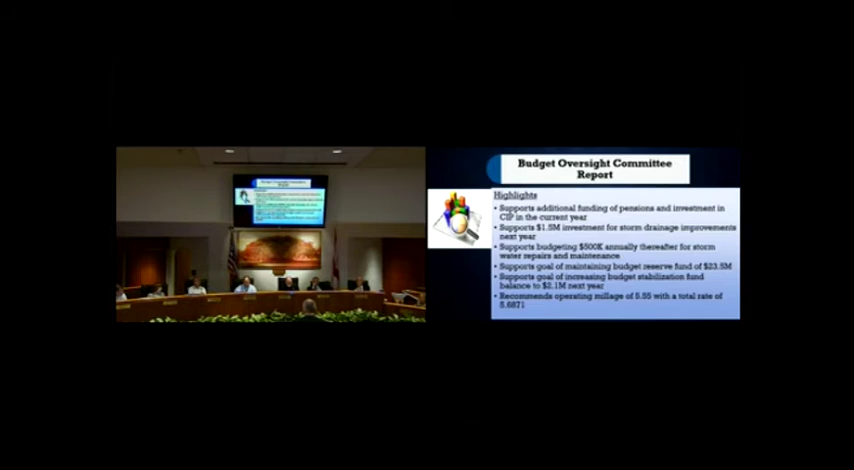 Budget Oversight Committee
Report
Highlights
• Supports additional funding of pensions and investment in
CIP in the current year
• Supports $1.5M investment for storm drainage improvements
next year
• Supports budgeting $500K annually thereafter for storm
water repairs and maintenance
• Supports goal of maintaining budget reserve fund of $23.5M
• Supports goal of increasing budget stabilization fund
balance to $3.1M next year
• Recommends operating millage of 5.55 with a total rate of
5.6871